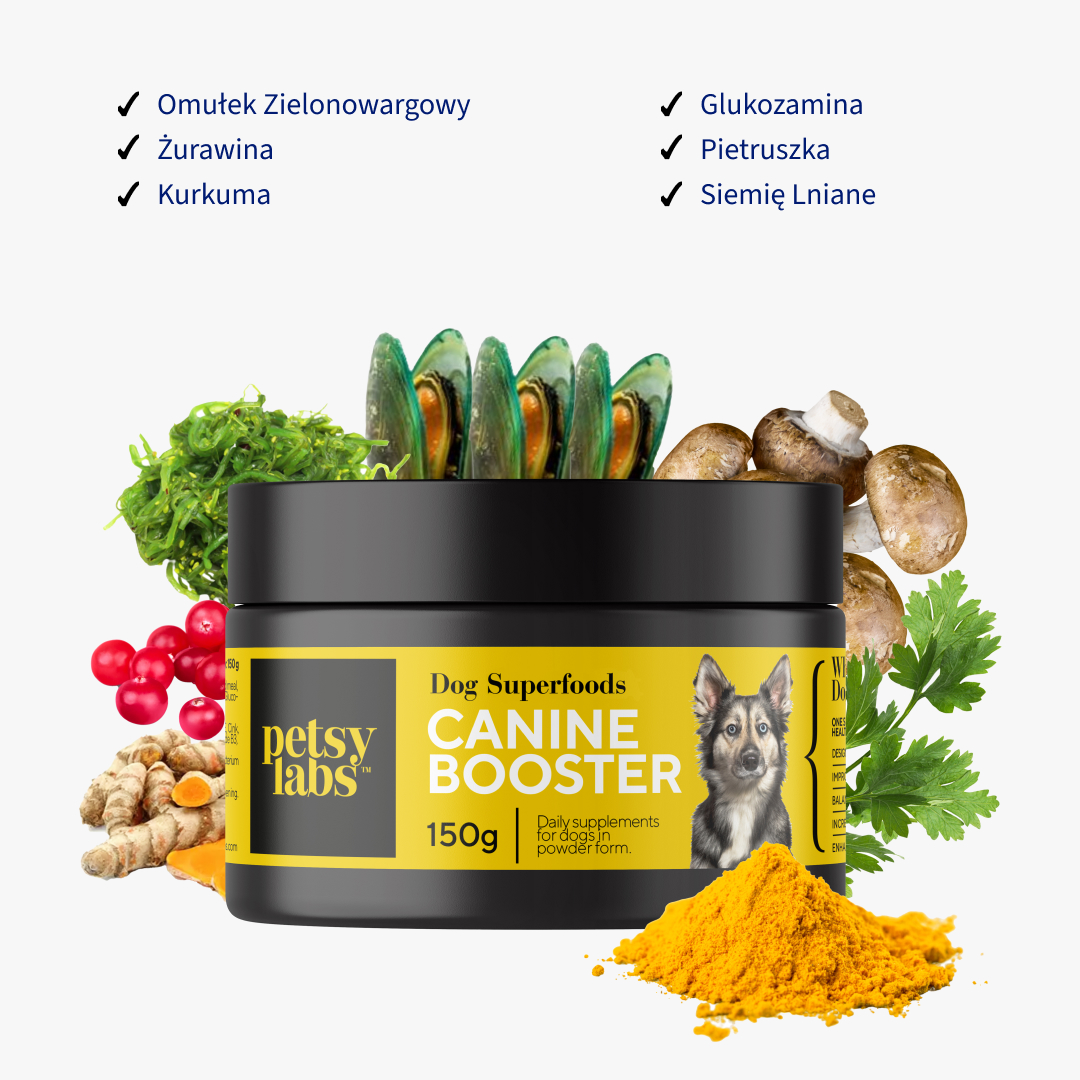 ✓ Omułek Zielonowargowy
✓ Żurawina
✓ Kurkuma
✓ Glukozamina
✓ Pietruszka
✓ Siemię Lniane
150g
petsy
labs™
Dog Superfoods
CANINE
BOOSTER
150g
Daily supplements
for dogs in
powder form.